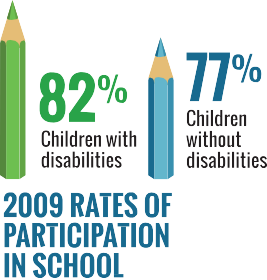 82%
Children with
disabilities
77%
Children
without
disabilities
2009 RATES OF
PARTICIPATION
IN SCHOOL